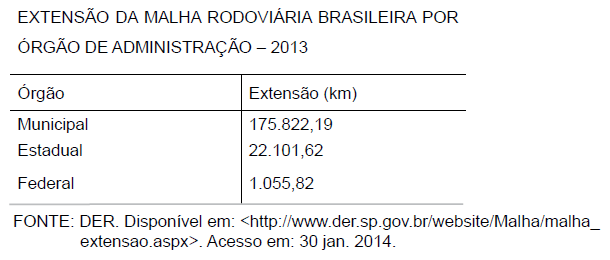 EXTENSÃO DA MALHA RODOVIÁRIA BRASILEIRA POR
ÓRGÃO DE ADMINISTRAÇÃO – 2013
Órgão Extensão (km)
Municipal 175.822,19
Estadual 22.101,62
Federal 1.055,82
FONTE: DER. Disponível em: <http://www.der.sp.gov.br/website/Malha/malha_
extensao.aspx>. Acesso em: 30 jan. 2014.